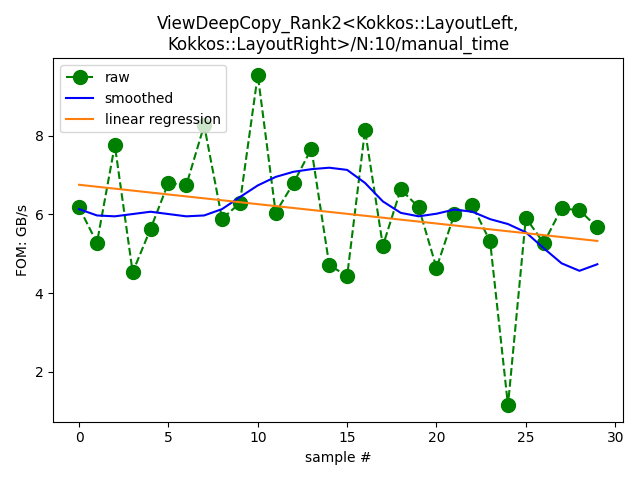 ViewDeepCopy_Rank2<Kokkos::LayoutLeft,
Kokkos::LayoutRight>/N:10/manual_time
raw
smoothed
linear regression
FOM: GB/s
8
6
4
2
0 5 10 15 20 25 30
sample #